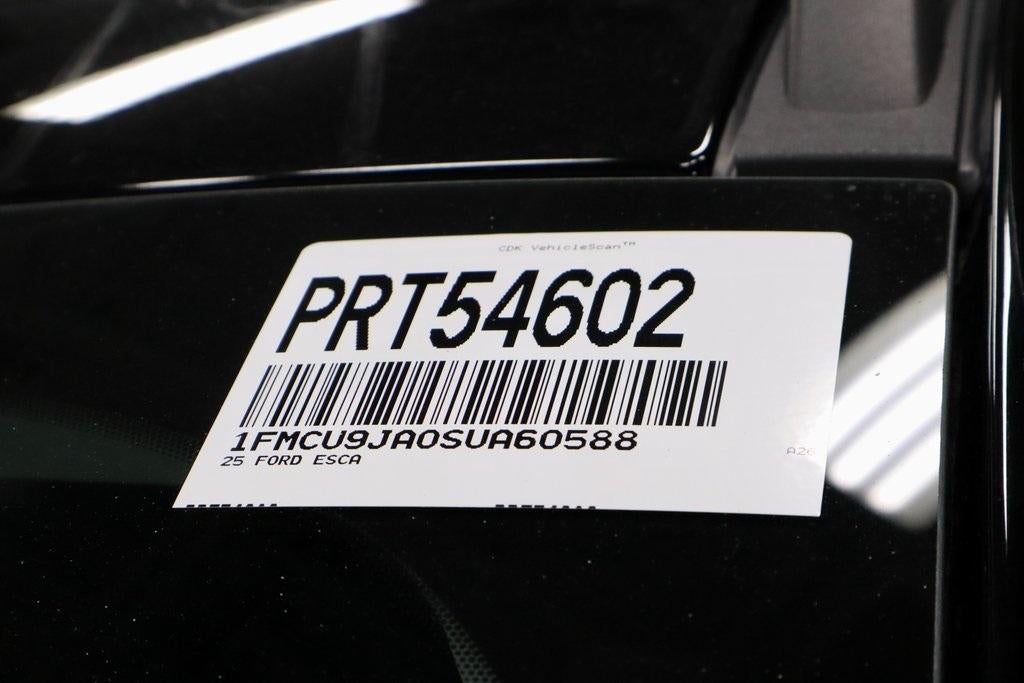 CDK VehicleScan™
PRT54602
1FMCU9JA0SUA60588
25 FORD ESCA
A26